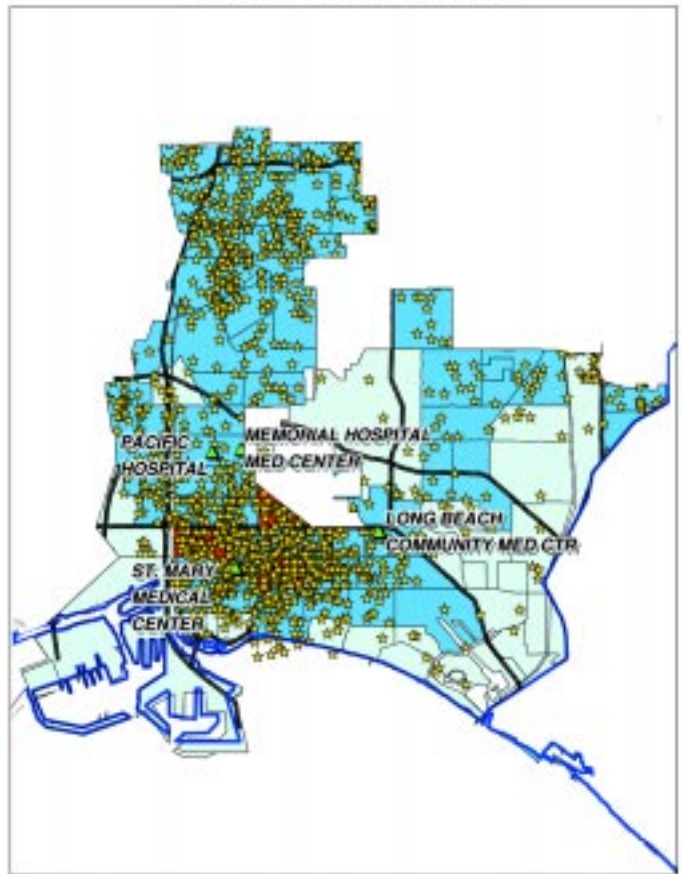 PACIFIC
HOSPITAL
MEMORIAL HOSPITAL
MED CENTER
LONG BEACH
COMMUNITY MED CTR.
ST. MARY
MEDICAL
CENTER